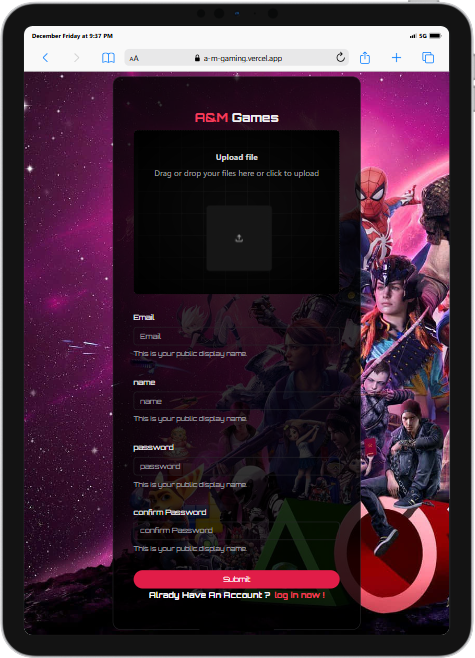 December Friday at 9:37 PM
5G
AA
a-m-gaming.vercel.app
A&M Games
Upload file
Drag or drop your files here or click to upload
Email
Email
This is your public display name.
name
name
This is your public display name.
password
password
This is your public display name.
confirm Password
confirm Password
This is your public display name.
Submit
Alrady Have An Account ? log in now !